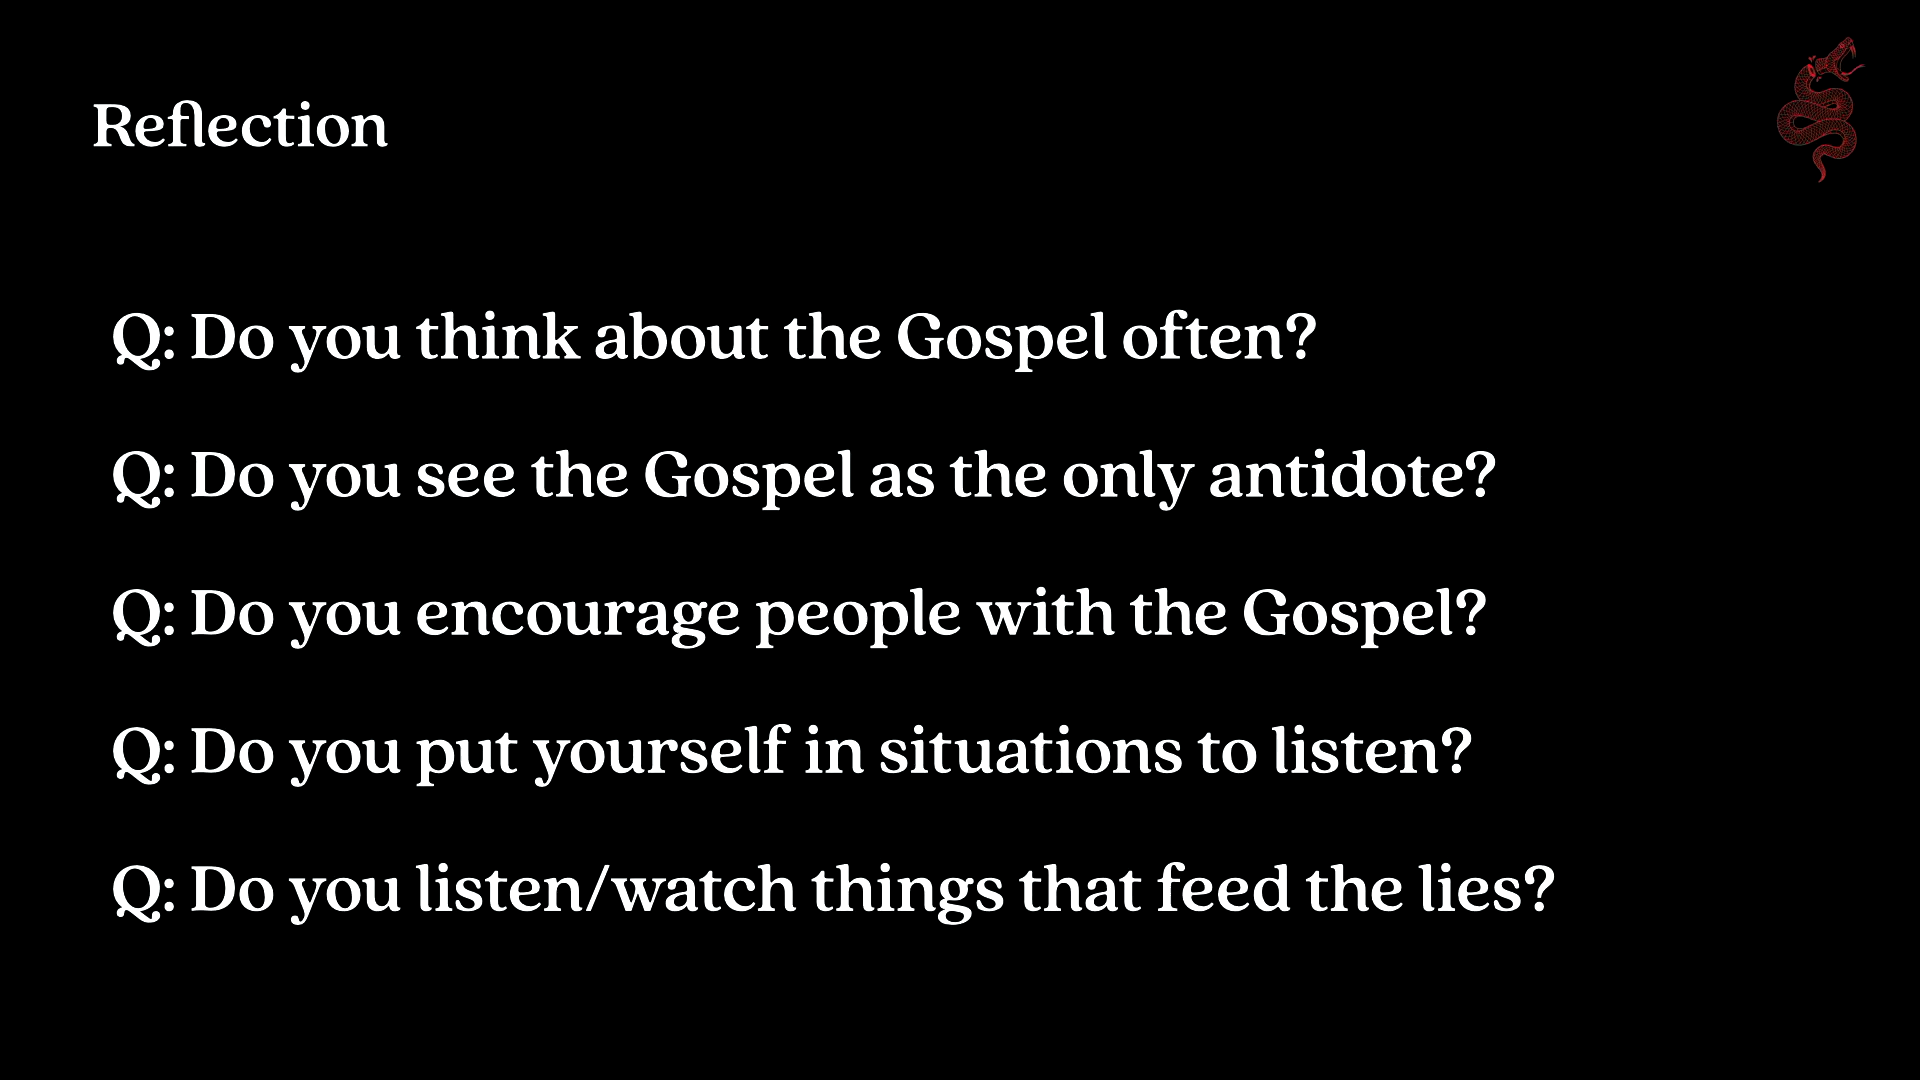 Reflection
Q: Do you think about the Gospel often?
Q: Do you see the Gospel as the only antidote?
Q: Do you encourage people with the Gospel?
Q: Do you put yourself in situations to listen?
Q: Do you listen/watch things that feed the lies?